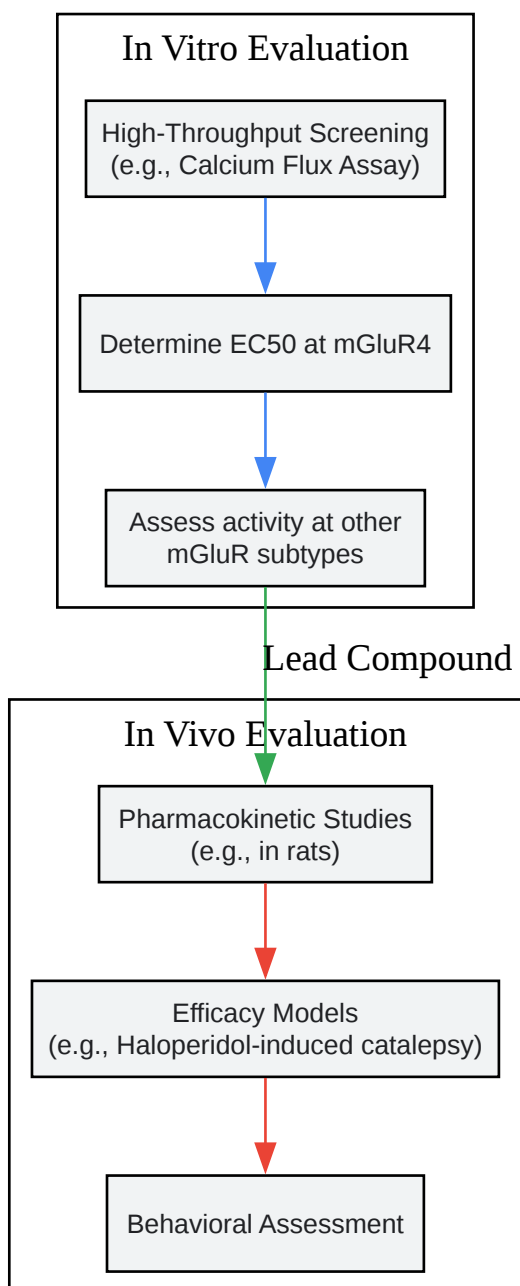 In Vitro Evaluation
High-Throughput Screening
(e.g., Calcium Flux Assay)
Determine EC50 at mGluR4
Assess activity at other
mGluR subtypes
Lead Compound
In Vivo Evaluation
Pharmacokinetic Studies
(e.g., in rats)
Efficacy Models
(e.g., Haloperidol-induced catalepsy)
Behavioral Assessment